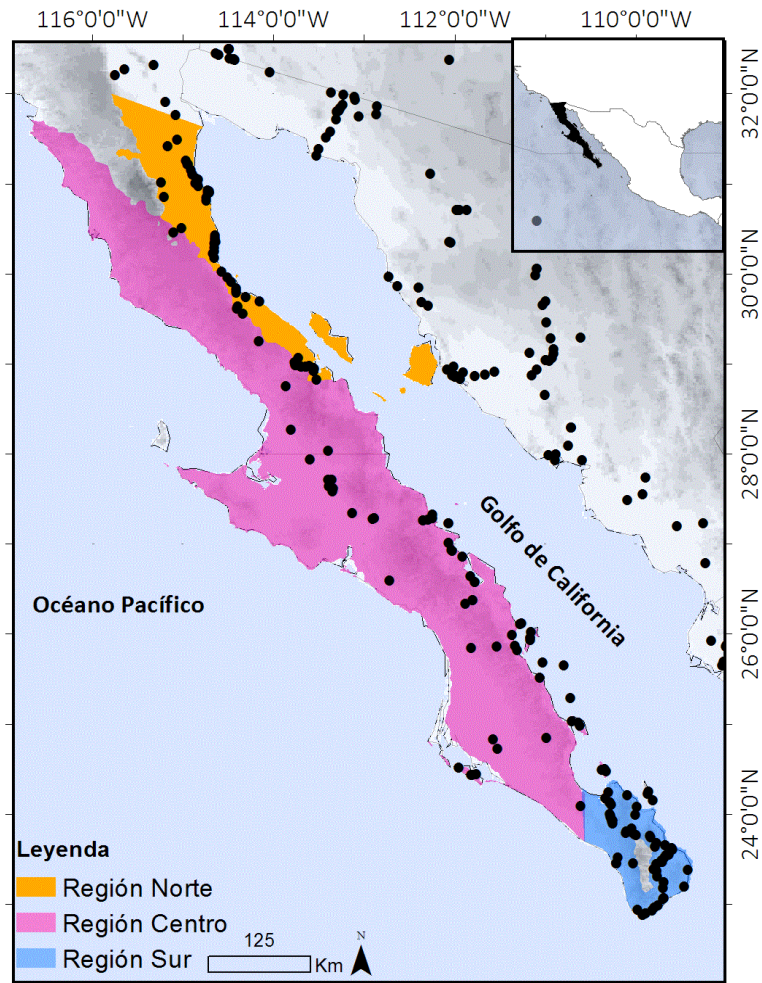 116°0'0"W 114°0'0"W 112°0'0"W 110°0'0"W
32°0'0"N
30°0'0"N
28°0'0"N
26°0'0"N
24°0'0"N
Golfo de California
Océano Pacífico
Leyenda
Región Norte
Región Centro
Región Sur
125
Km
N